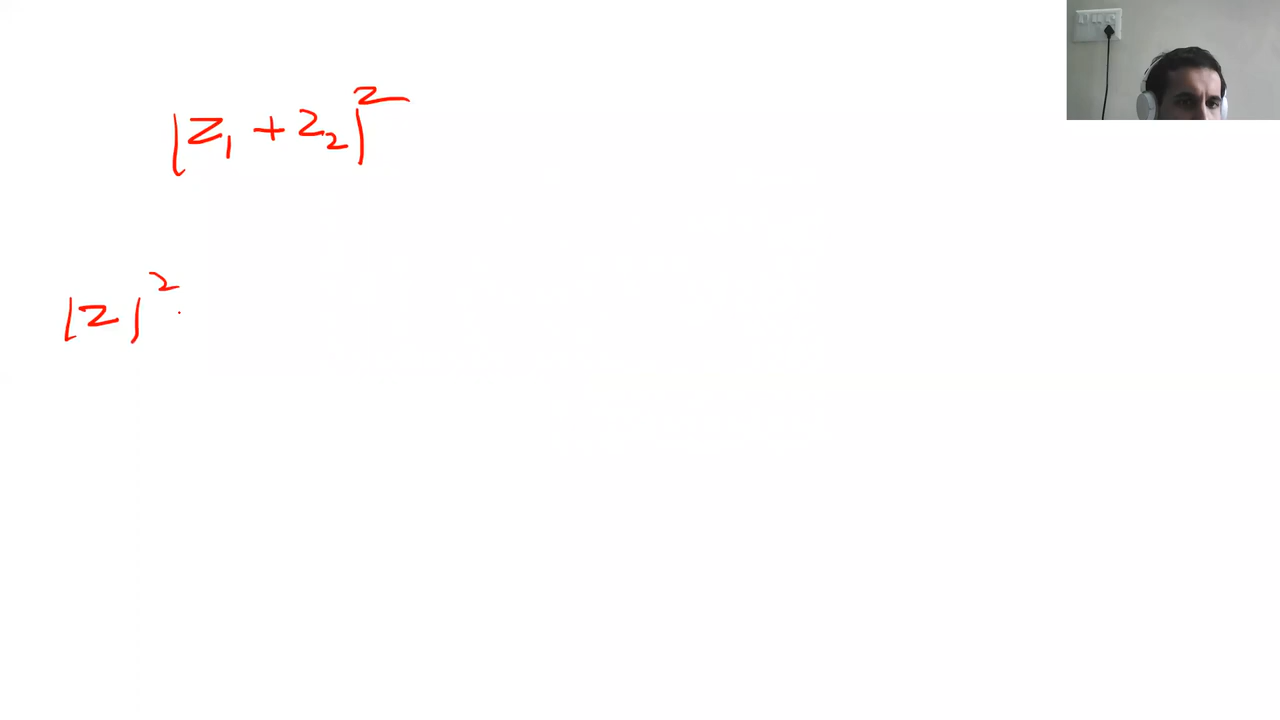 |z₁ + z₂|²
|z|²